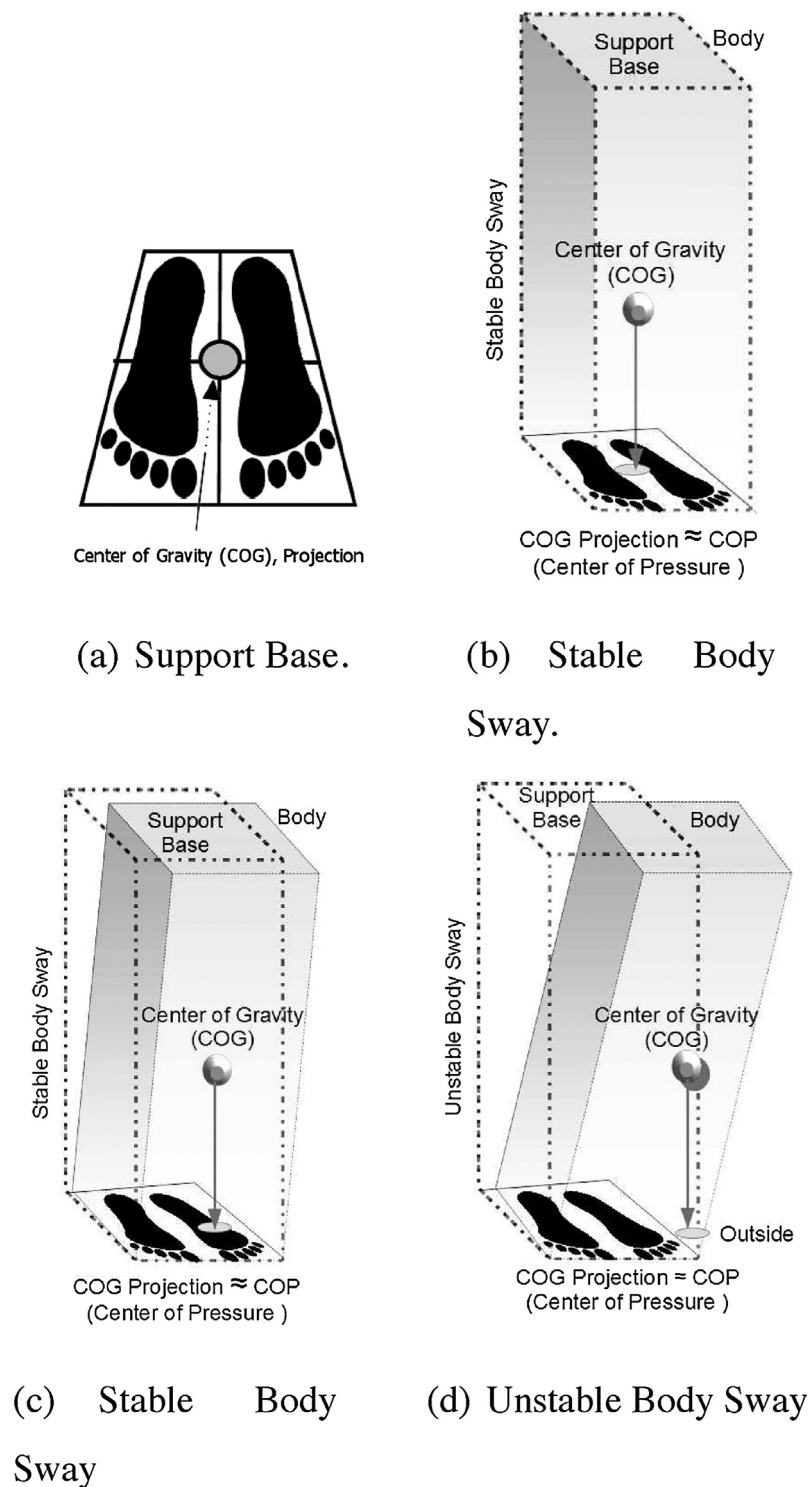 Center of Gravity (COG), Projection
(a) Support Base.
Support
Base
Body
Stable Body Sway
Center of Gravity
(COG)
COG Projection ≈ COP
(Center of Pressure )
(b) Stable Body
Sway.
Support
Base
Body
Stable Body Sway
Center of Gravity
(COG)
COG Projection ≈ COP
(Center of Pressure )
(c) Stable Body
Sway
Support
Base
Body
Unstable Body Sway
Center of Gravity
(COG)
Outside
COG Projection ≈ COP
(Center of Pressure )
(d) Unstable Body Sway